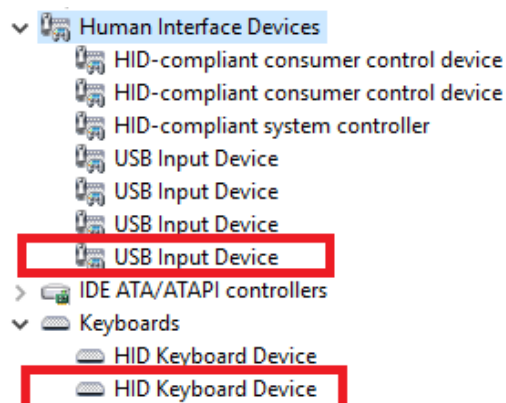 Human Interface Devices
HID-compliant consumer control device
HID-compliant consumer control device
HID-compliant system controller
USB Input Device
USB Input Device
USB Input Device
USB Input Device
IDE ATA/ATAPI controllers
Keyboards
HID Keyboard Device
HID Keyboard Device